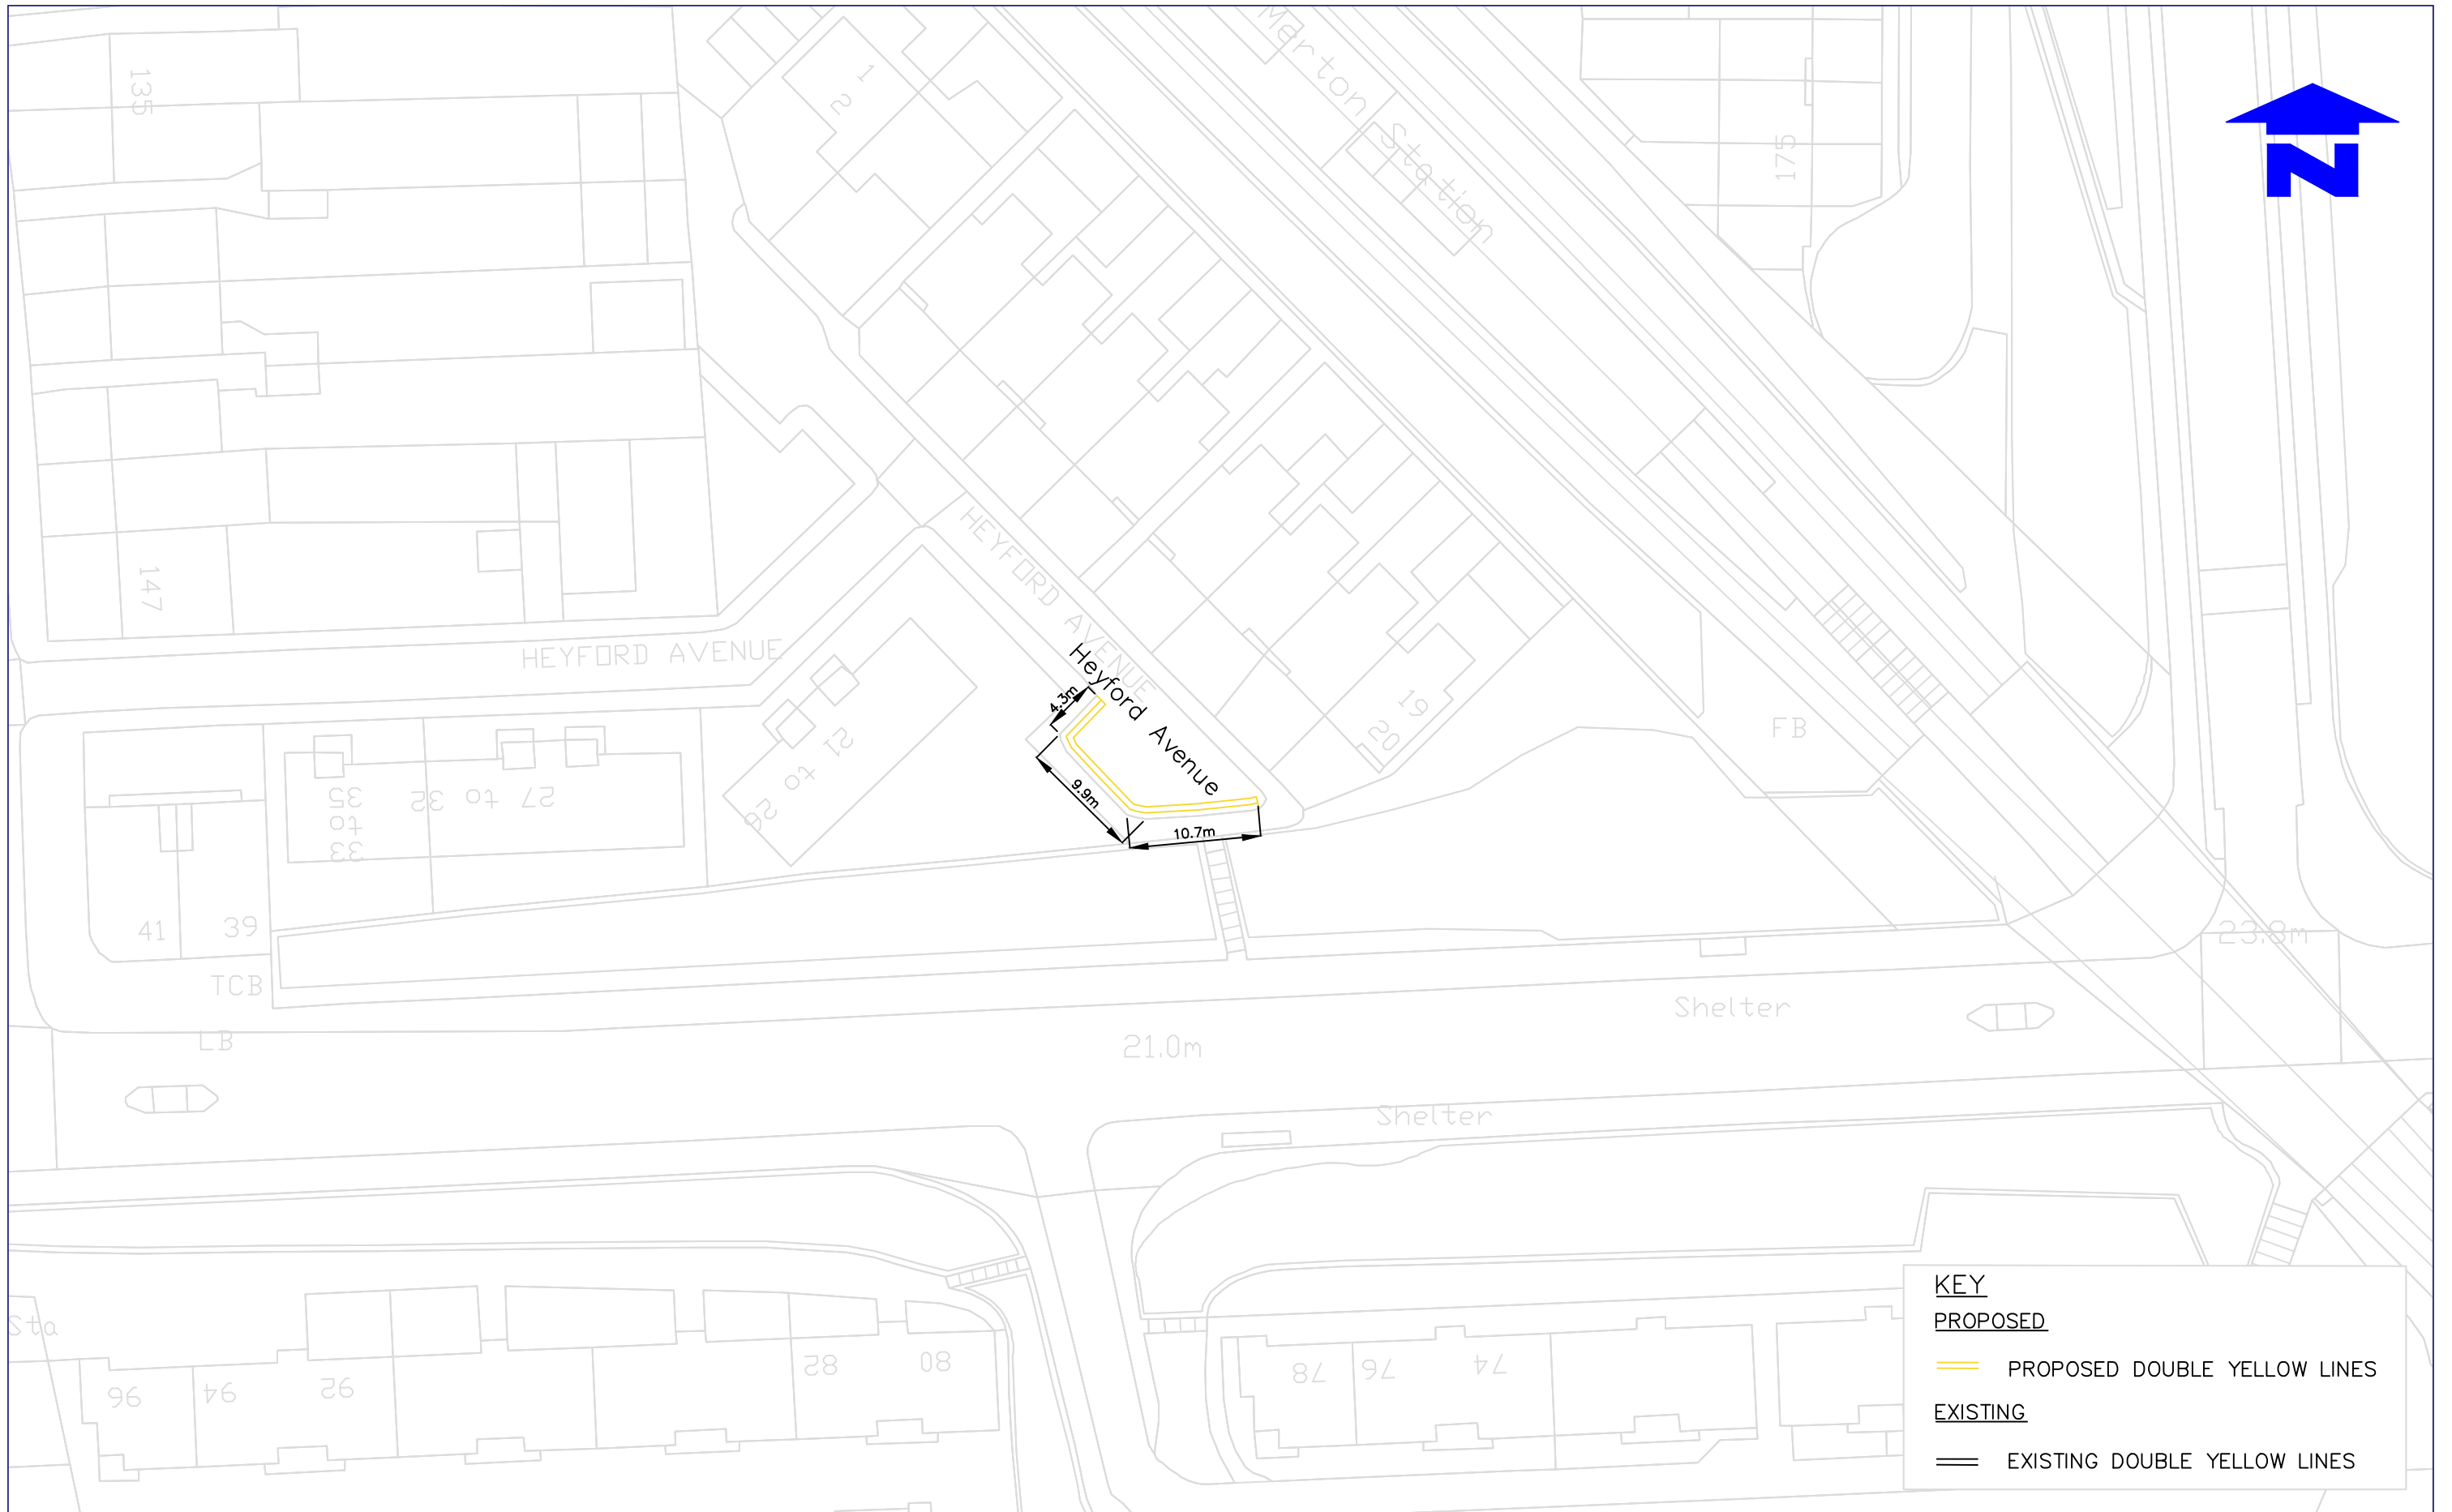 135
1
2
Merton Station
175
N
147
HEYFORD AVENUE
HEYFORD AVENUE
Heyford Avenue
4.3m
9.9m
10.7m
19
20
FB
21
to
26
35
to
33
27 to 32
41
39
TCB
LB
23.8m
Shelter
21.0m
Shelter
Sta
96
94
92
82
80
78
76
74
KEY
PROPOSED
PROPOSED DOUBLE YELLOW LINES
EXISTING
EXISTING DOUBLE YELLOW LINES